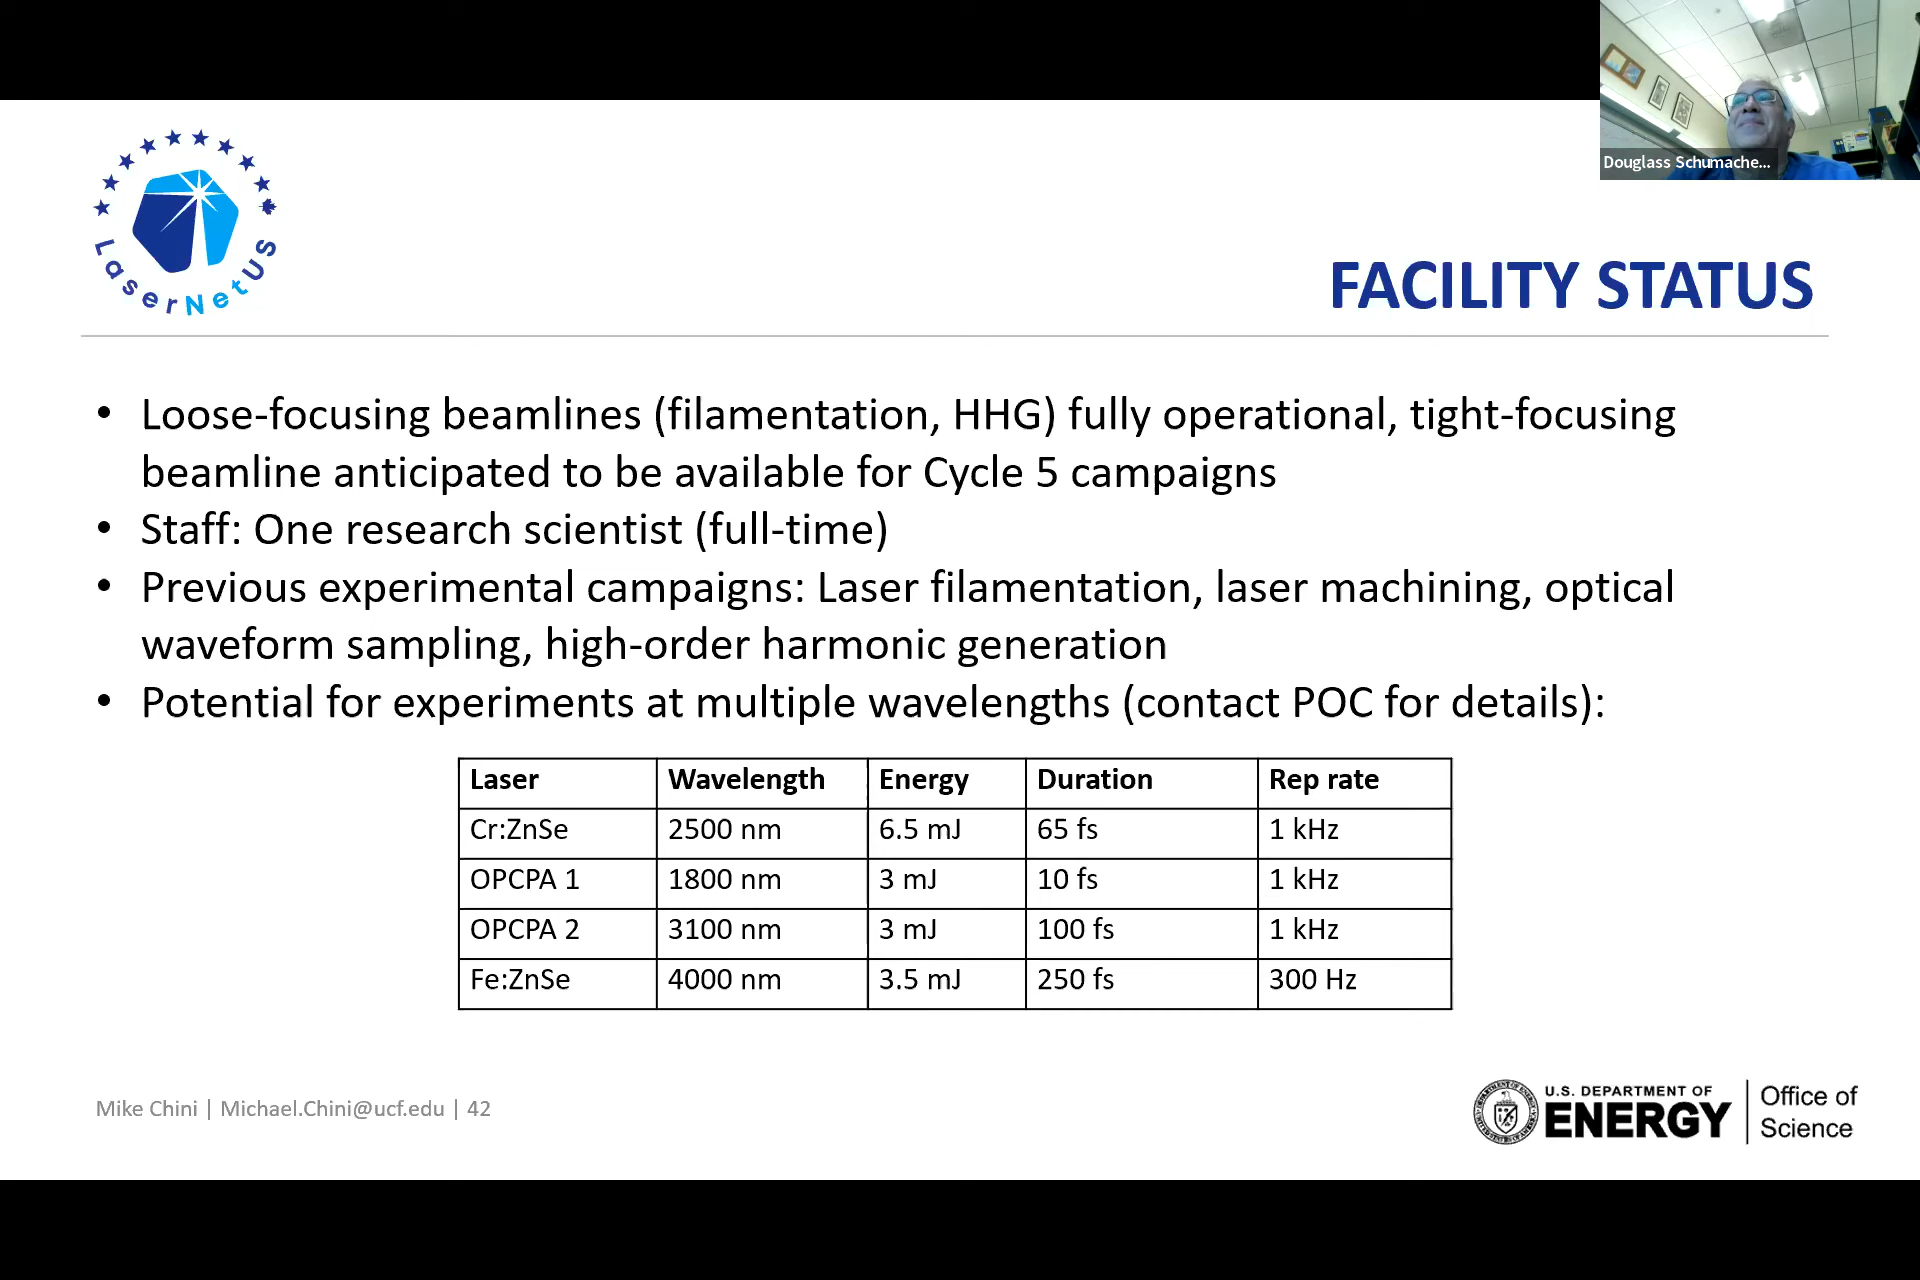 Douglass Schumache...
LaserNetUS
FACILITY STATUS
• Loose-focusing beamlines (filamentation, HHG) fully operational, tight-focusing
beamline anticipated to be available for Cycle 5 campaigns
• Staff: One research scientist (full-time)
• Previous experimental campaigns: Laser filamentation, laser machining, optical
waveform sampling, high-order harmonic generation
• Potential for experiments at multiple wavelengths (contact POC for details):
Laser Wavelength Energy Duration Rep rate
Cr:ZnSe 2500 nm 6.5 mJ 65 fs 1 kHz
OPCPA 1 1800 nm 3 mJ 10 fs 1 kHz
OPCPA 2 3100 nm 3 mJ 100 fs 1 kHz
Fe:ZnSe 4000 nm 3.5 mJ 250 fs 300 Hz
Mike Chini | Michael.Chini@ucf.edu | 42
U.S. DEPARTMENT OF
ENERGY
Office of
Science